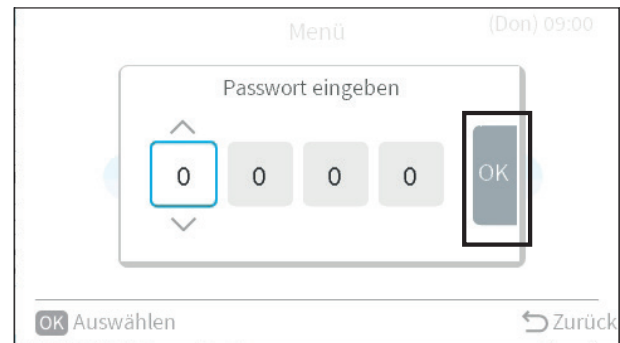 Menü
(Don) 09:00
Passwort eingeben
0 0 0 0 OK
OK Auswählen
Zurück